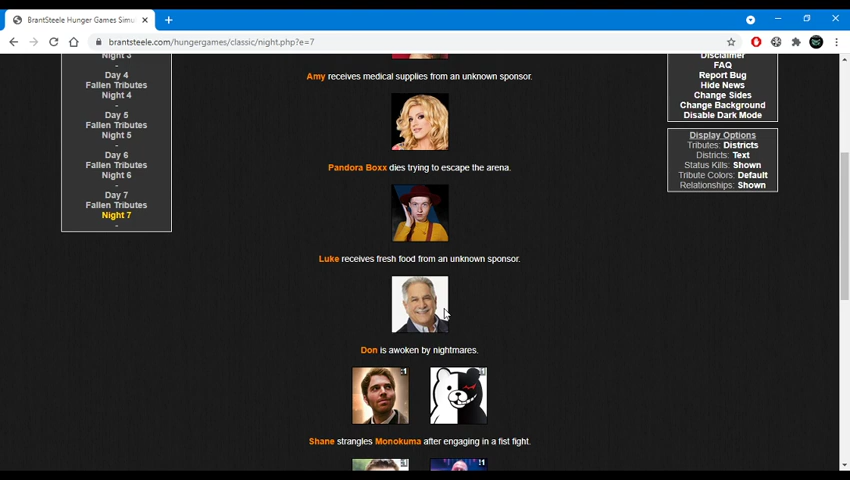 BrantSteele Hunger Games Simu
brantsteele.com/hungergames/classic/night.php?e=7
Night 3
-
Day 4
Fallen Tributes
Night 4
-
Day 5
Fallen Tributes
Night 5
-
Day 6
Fallen Tributes
Night 6
-
Day 7
Fallen Tributes
Night 7
-
Amy receives medical supplies from an unknown sponsor.
Pandora Boxx dies trying to escape the arena.
Luke receives fresh food from an unknown sponsor.
Don is awoken by nightmares.
Shane strangles Monokuma after engaging in a fist fight.
Disclaimer
FAQ
Report Bug
Hide News
Change Sides
Change Background
Disable Dark Mode
Display Options
Tributes: Districts
Districts: Text
Status Kills: Shown
Tribute Colors: Default
Relationships: Shown